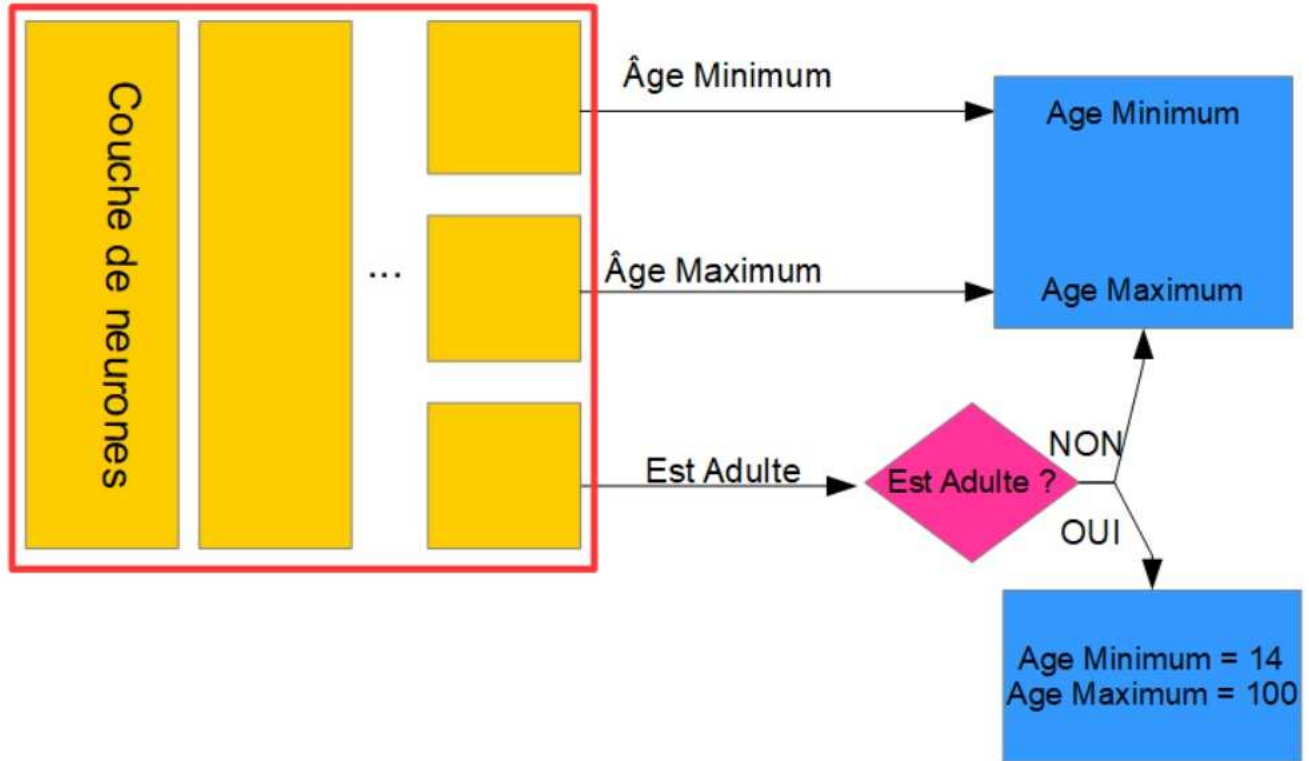 Couche de neurones
...
Âge Minimum
Age Minimum
Âge Maximum
Age Maximum
Est Adulte
Est Adulte ?
NON
OUI
Age Minimum = 14
Age Maximum = 100